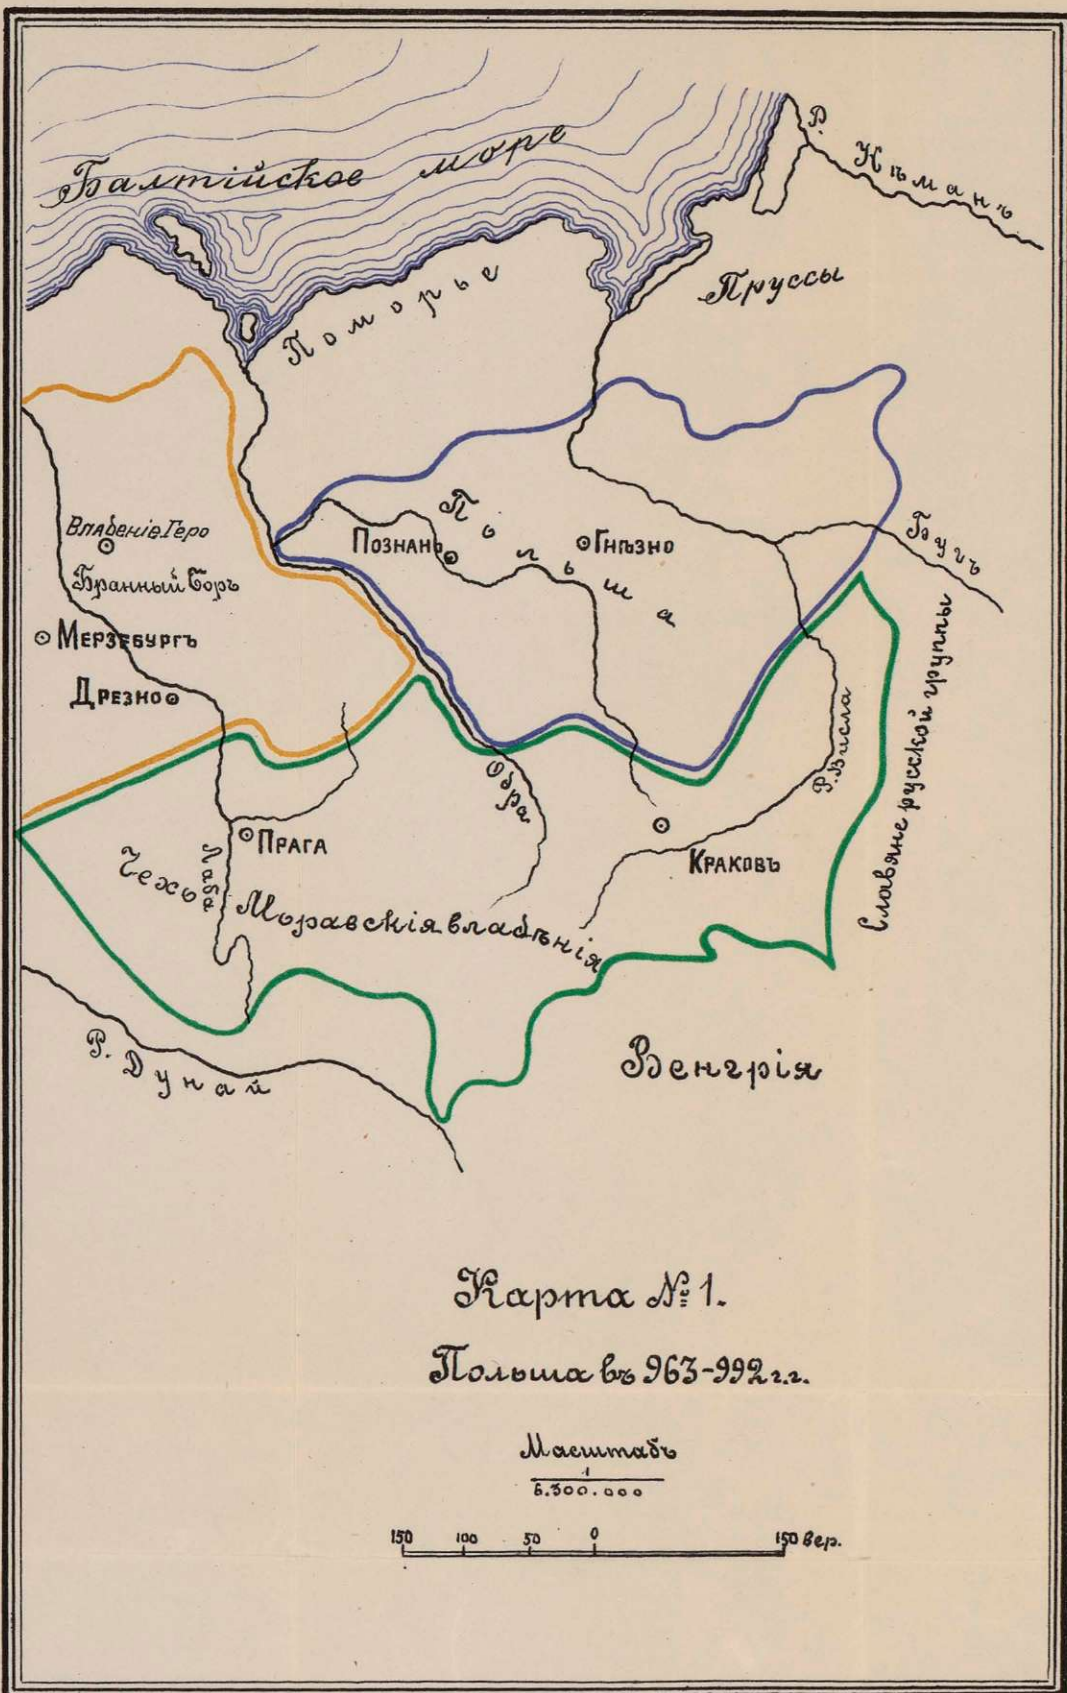 Балтійское море
Р. Нѣманъ
Пруссы
Поморье
Владеніе Геро
Бранный Боръ
Мерзебургъ
Дрезно
Познань
Польша
Гнѣзно
Бугъ
Славяне русской группы
Р. Висла
Одра
Прага
Лаба
Краковъ
Чехо Моравскія владѣнія
Р. Дунай
Венгрія
Карта № 1.
Польша въ 963-992 г.г.
Масштабъ
1
6.300.000
150 100 50 0 150 вер.